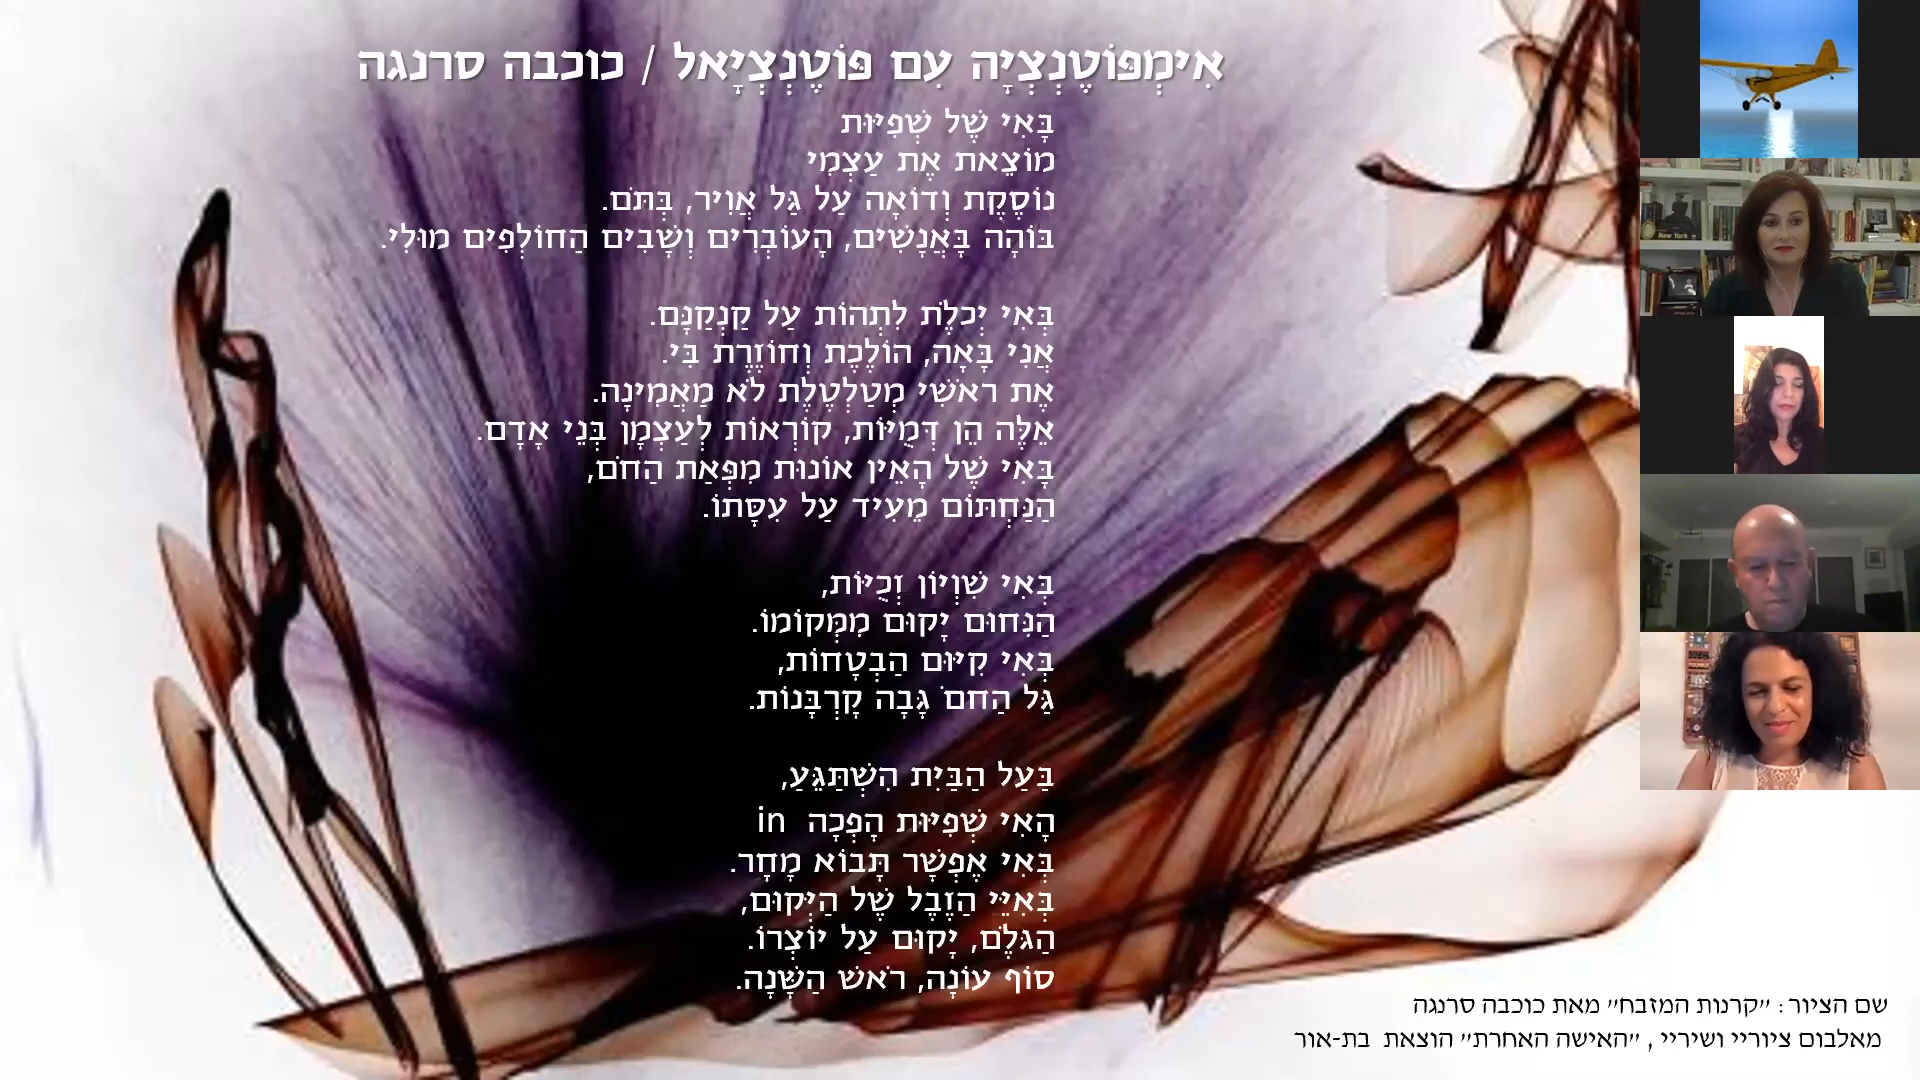 אִימְפּוֹטֶנְצְיָה עִם פּוֹטֶנְצְיָאל / כוכבה סרנגה
בָּאִי שֶׁל שְׁפִיּוּת
מוֹצֵאת אֶת עַצְמִי
נוֹסֶקֶת וְדוֹאָה עַל גַּל אֲוִיר, בְּתֹּם.
בּוֹהָה בָּאֲנָשִׁים, הָעוֹבְרִים וְשָׁבִים הַחוֹלְפִים מוּלִי.
בְּאִי יְכֹלֶת לִתְהוֹת עַל קַנְקַנָּם.
אֲנִי בָּאָה, הוֹלֶכֶת וְחוֹזֶרֶת בִּי.
אֶת רֹאשִׁי מְטַלְטֶלֶת לֹא מַאֲמִינָה.
אֵלֶּה הֵן דְּמֻיּוֹת, קוֹרְאוֹת לְעַצְמָן בְּנֵי אָדָם.
בָּאִי שֶׁל הָאֵין אוֹנוּת מִפְּאַת הַחֹם,
הַנַּחְתּוֹם מֵעִיד עַל עִסָּתוֹ.
בְּאִי שִׁוְיוֹן זְכֻיּוֹת,
הַנִּחוּם יָקוּם מִמְּקוֹמוֹ.
בְּאִי קִיּוּם הַבְטָחוֹת,
גַּל הַחֹם גָּבָה קָרְבָּנוֹת.
בַּעַל הַבַּיִת הִשְׁתַּגֵּעַ,
הָאִי שְׁפִיּוּת הָפְכָה in
בְּאִי אֶפְשָׁר תָּבוֹא מָחָר.
בְּאִיֵּי הַזֶּבֶל שֶׁל הַיְּקוּם,
הַגֹּלֶם, יָקוּם עַל יוֹצְרוֹ.
סוֹף עוֹנָה, רֹאשׁ הַשָּׁנָה.
שם הציור: "קרנות המזבח" מאת כוכבה סרנגה
מאלבום ציוריי ושיריי , "האישה האחרת" הוצאת בת-אור
New York